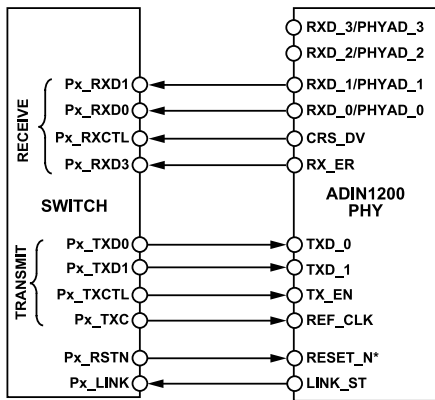 RXD_3/PHYAD_3
RXD_2/PHYAD_2
Px_RXD1 RXD_1/PHYAD_1
Px_RXD0 RXD_0/PHYAD_0
Px_RXCTL CRS_DV
Px_RXD3 RX_ER
RECEIVE
SWITCH
ADIN1200
PHY
Px_TXD0 TXD_0
Px_TXD1 TXD_1
Px_TXCTL TX_EN
Px_TXC REF_CLK
TRANSMIT
Px_RSTN RESET_N*
Px_LINK LINK_ST